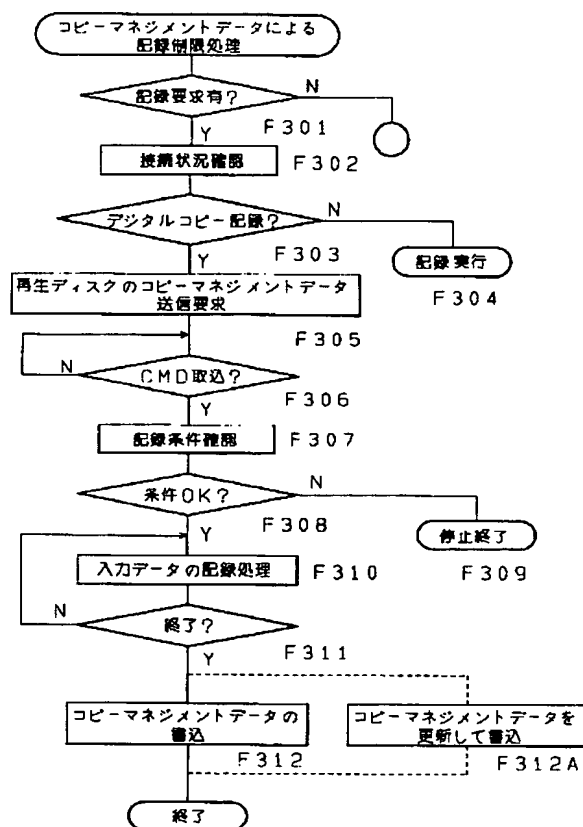 コピーマネジメントデータによる
記録制限処理
記録要求有?
N
F301
Y
接続状況確認
F302
デジタルコピー記録?
N
F303
Y
記録実行
F304
再生ディスクのコピーマネジメントデータ
送信要求
F305
N
CMD取込?
F306
Y
記録条件確認
F307
条件OK?
N
F308
Y
停止終了
F309
入力データの記録処理
F310
N
終了?
F311
Y
コピーマネジメントデータの
書込
F312
コピーマネジメントデータを
更新して書込
F312A
終了